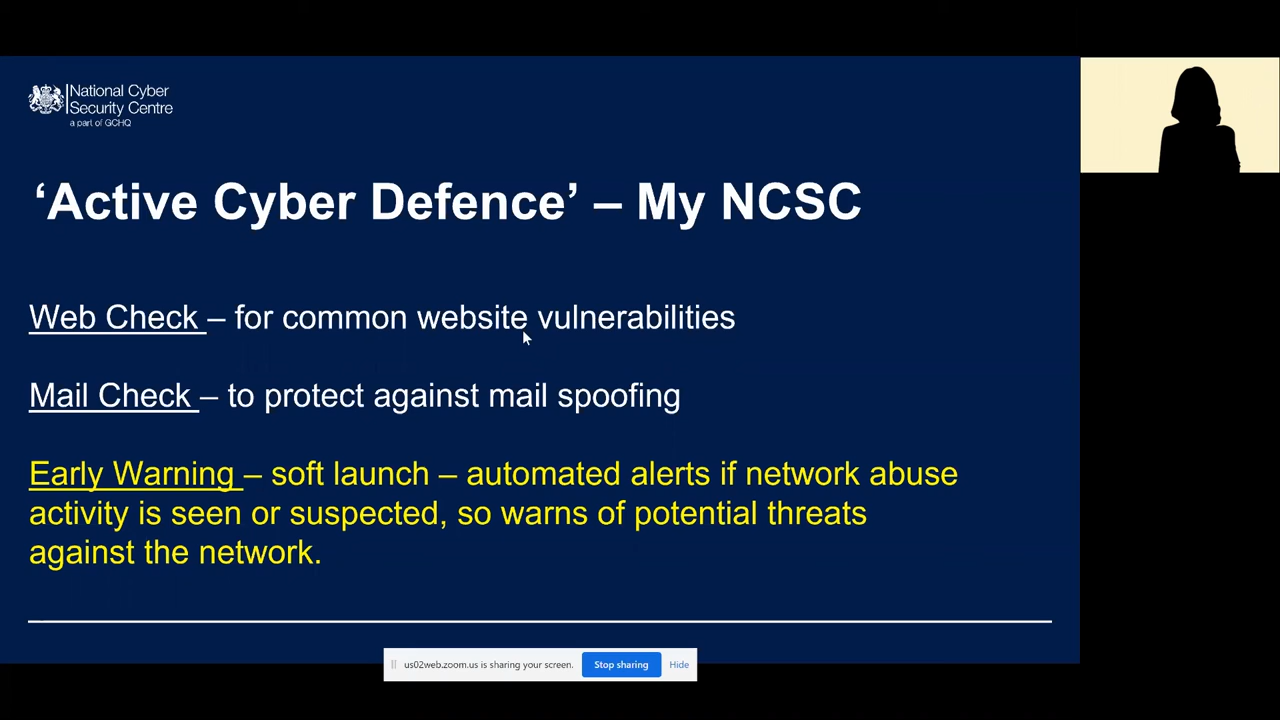 National Cyber
Security Centre
a part of GCHQ
‘Active Cyber Defence’ – My NCSC
Web Check – for common website vulnerabilities
Mail Check – to protect against mail spoofing
Early Warning – soft launch – automated alerts if network abuse
activity is seen or suspected, so warns of potential threats
against the network.
us02web.zoom.us is sharing your screen. Stop sharing Hide